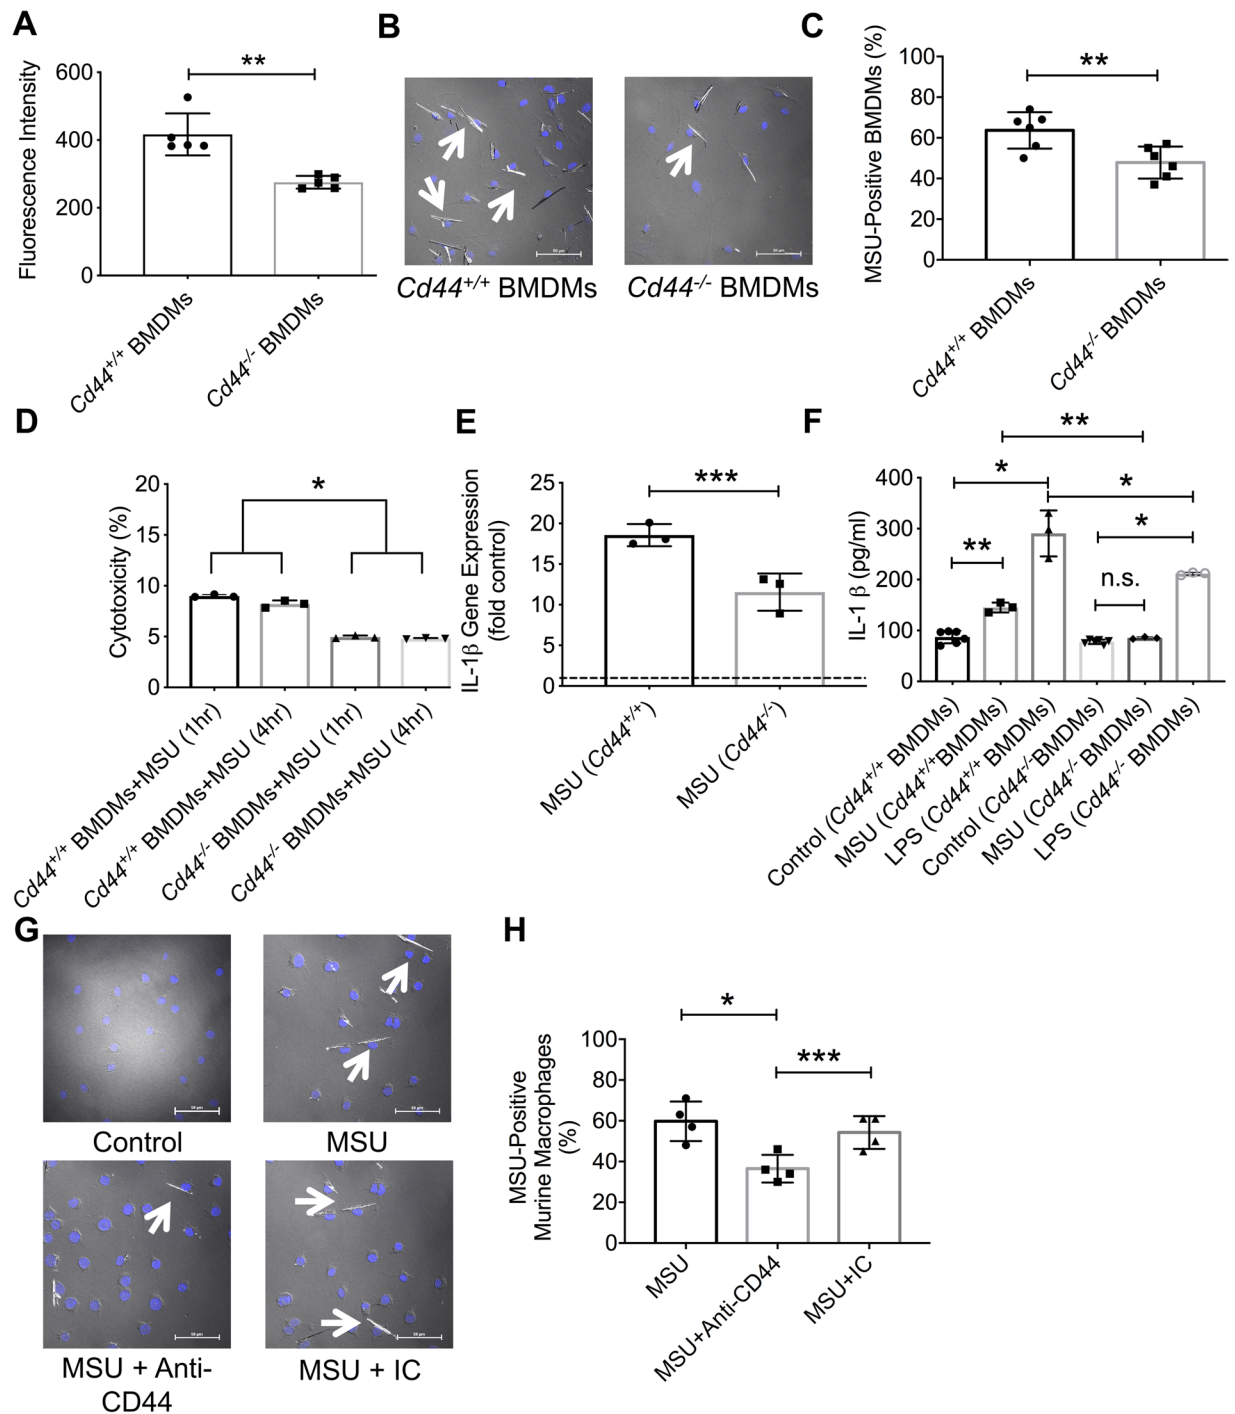 A
Fluorescence Intensity
600
400
200
0
**
Cd44+/+ BMDMs
Cd44-/- BMDMs
B
Cd44+/+ BMDMs
Cd44-/- BMDMs
C
MSU-Positive BMDMs (%)
100
80
60
40
20
0
**
Cd44+/+ BMDMs
Cd44-/- BMDMs
D
Cytotoxicity (%)
20
15
10
5
0
*
Cd44+/+ BMDMs+MSU (1hr)
Cd44+/+ BMDMs+MSU (4hr)
Cd44-/- BMDMs+MSU (1hr)
Cd44-/- BMDMs+MSU (4hr)
E
IL-1β Gene Expression
(fold control)
25
20
15
10
5
0
***
MSU (Cd44+/+)
MSU (Cd44-/-)
F
IL-1 β (pg/ml)
400
300
200
100
0
**
*
*
*
**
n.s.
Control (Cd44+/+ BMDMs)
MSU (Cd44+/+BMDMs)
LPS (Cd44+/+ BMDMs)
Control (Cd44-/-BMDMs)
MSU (Cd44-/- BMDMs)
LPS (Cd44-/- BMDMs)
G
Control
MSU
MSU + Anti-
CD44
MSU + IC
H
MSU-Positive
Murine Macrophages
(%)
100
80
60
40
20
0
*
***
MSU
MSU+Anti-CD44
MSU+IC